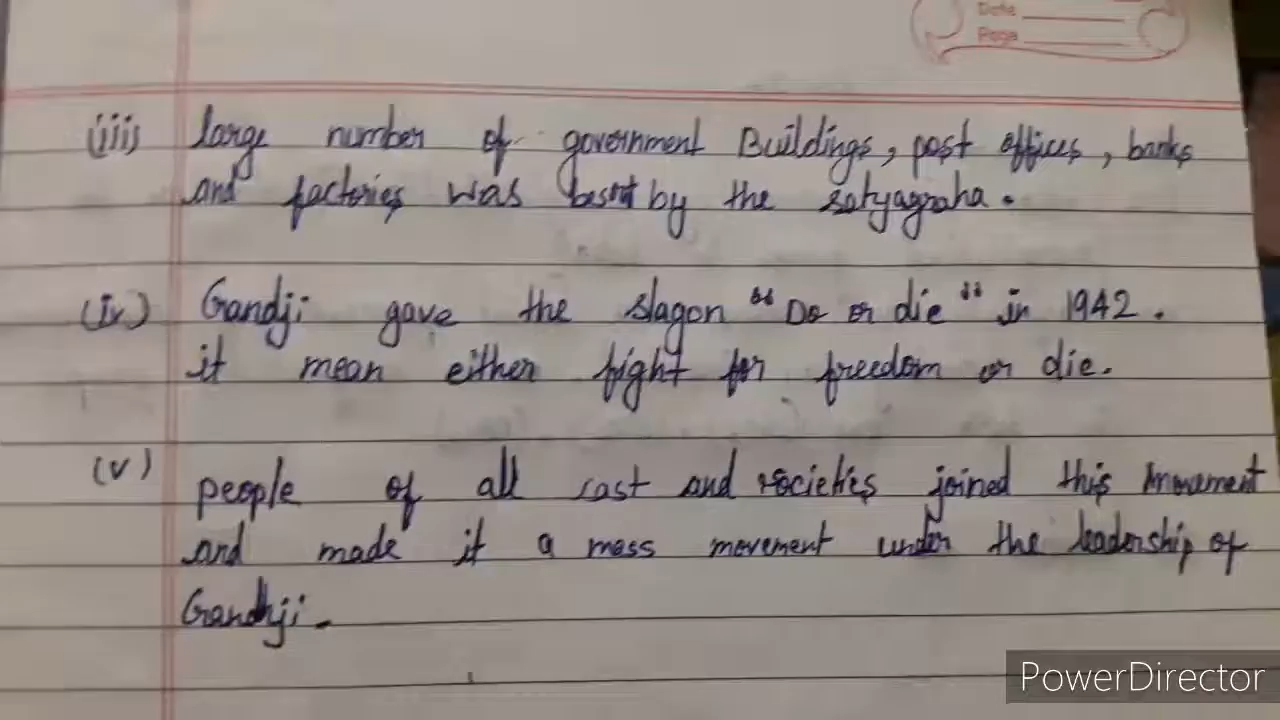 Date
Page
(iii) large number of government Buildings, post offices, banks
and factories was by the satyagraha.
(iv) Gandji gave the slagon "Do or die" in 1942.
it mean either fight for freedom or die.
(v) people of all cast and societies joined this movement
and made it a mass movement under the leadership of
Gandhji.
PowerDirector